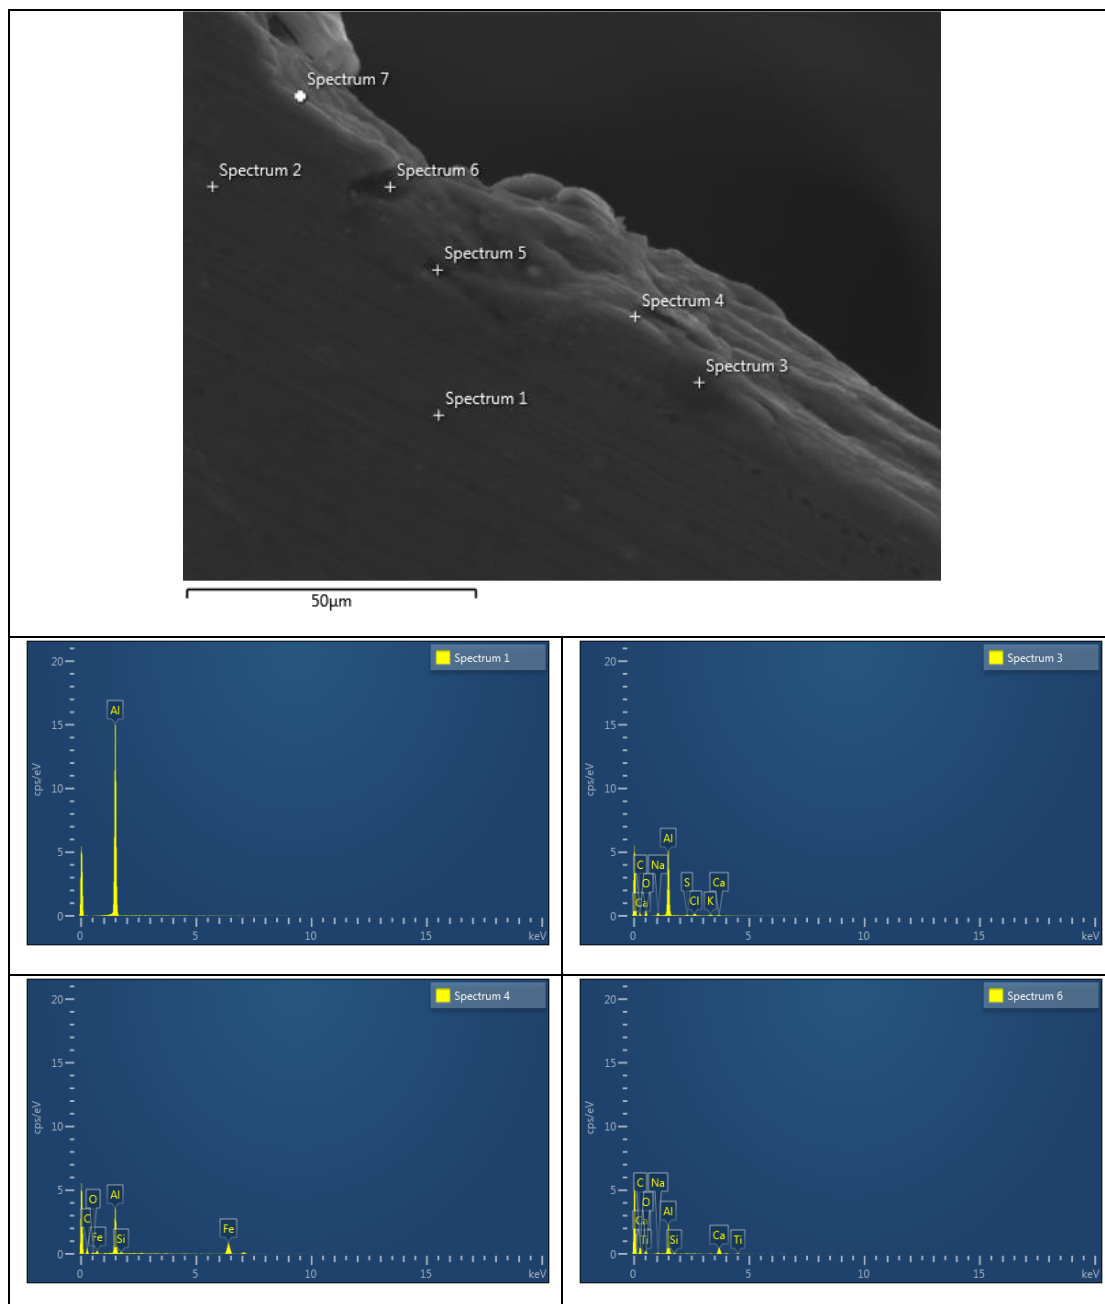 Spectrum 7
Spectrum 2
Spectrum 6
Spectrum 5
Spectrum 4
Spectrum 3
Spectrum 1
50µm
Spectrum 1
20
15
10
5
0
cps/eV
Al
0 5 10 15 keV
Spectrum 3
20
15
10
5
0
cps/eV
Al
C Na
O S Ca
Ca Cl K
0 5 10 15 keV
Spectrum 4
20
15
10
5
0
cps/eV
O Al
C Fe
Fe Si
0 5 10 15 keV
Spectrum 6
20
15
10
5
0
cps/eV
C Na
O Al
Ca Ca
Ti Si Ti
0 5 10 15 keV